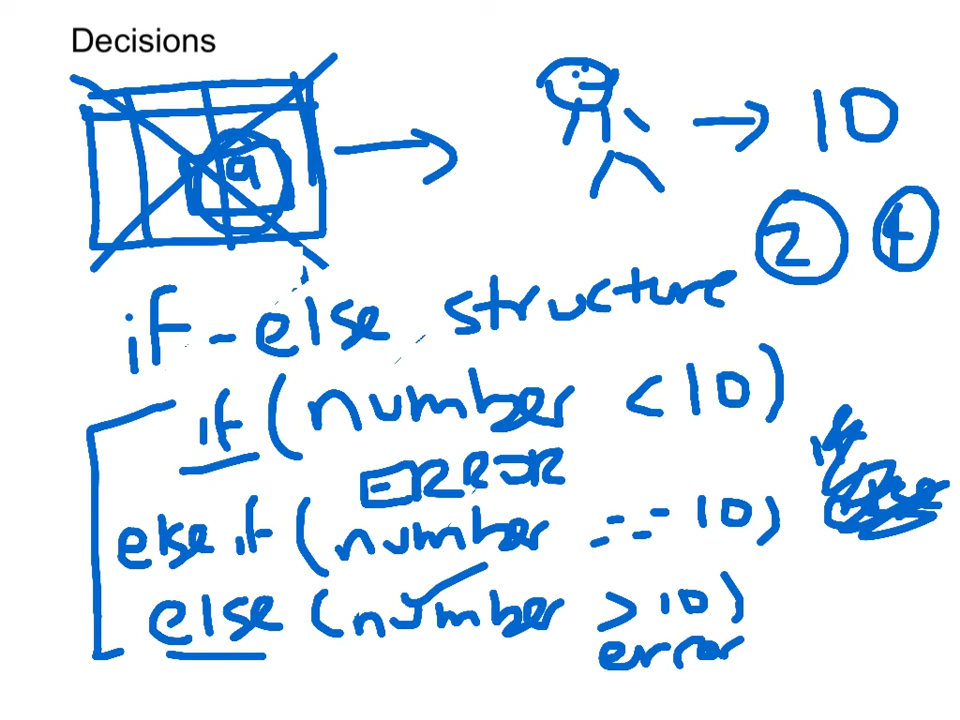 Decisions
9
10
2 4
if-else structure
if (number < 10)
ERROR
else if (number == 10)
else (number > 10)
error